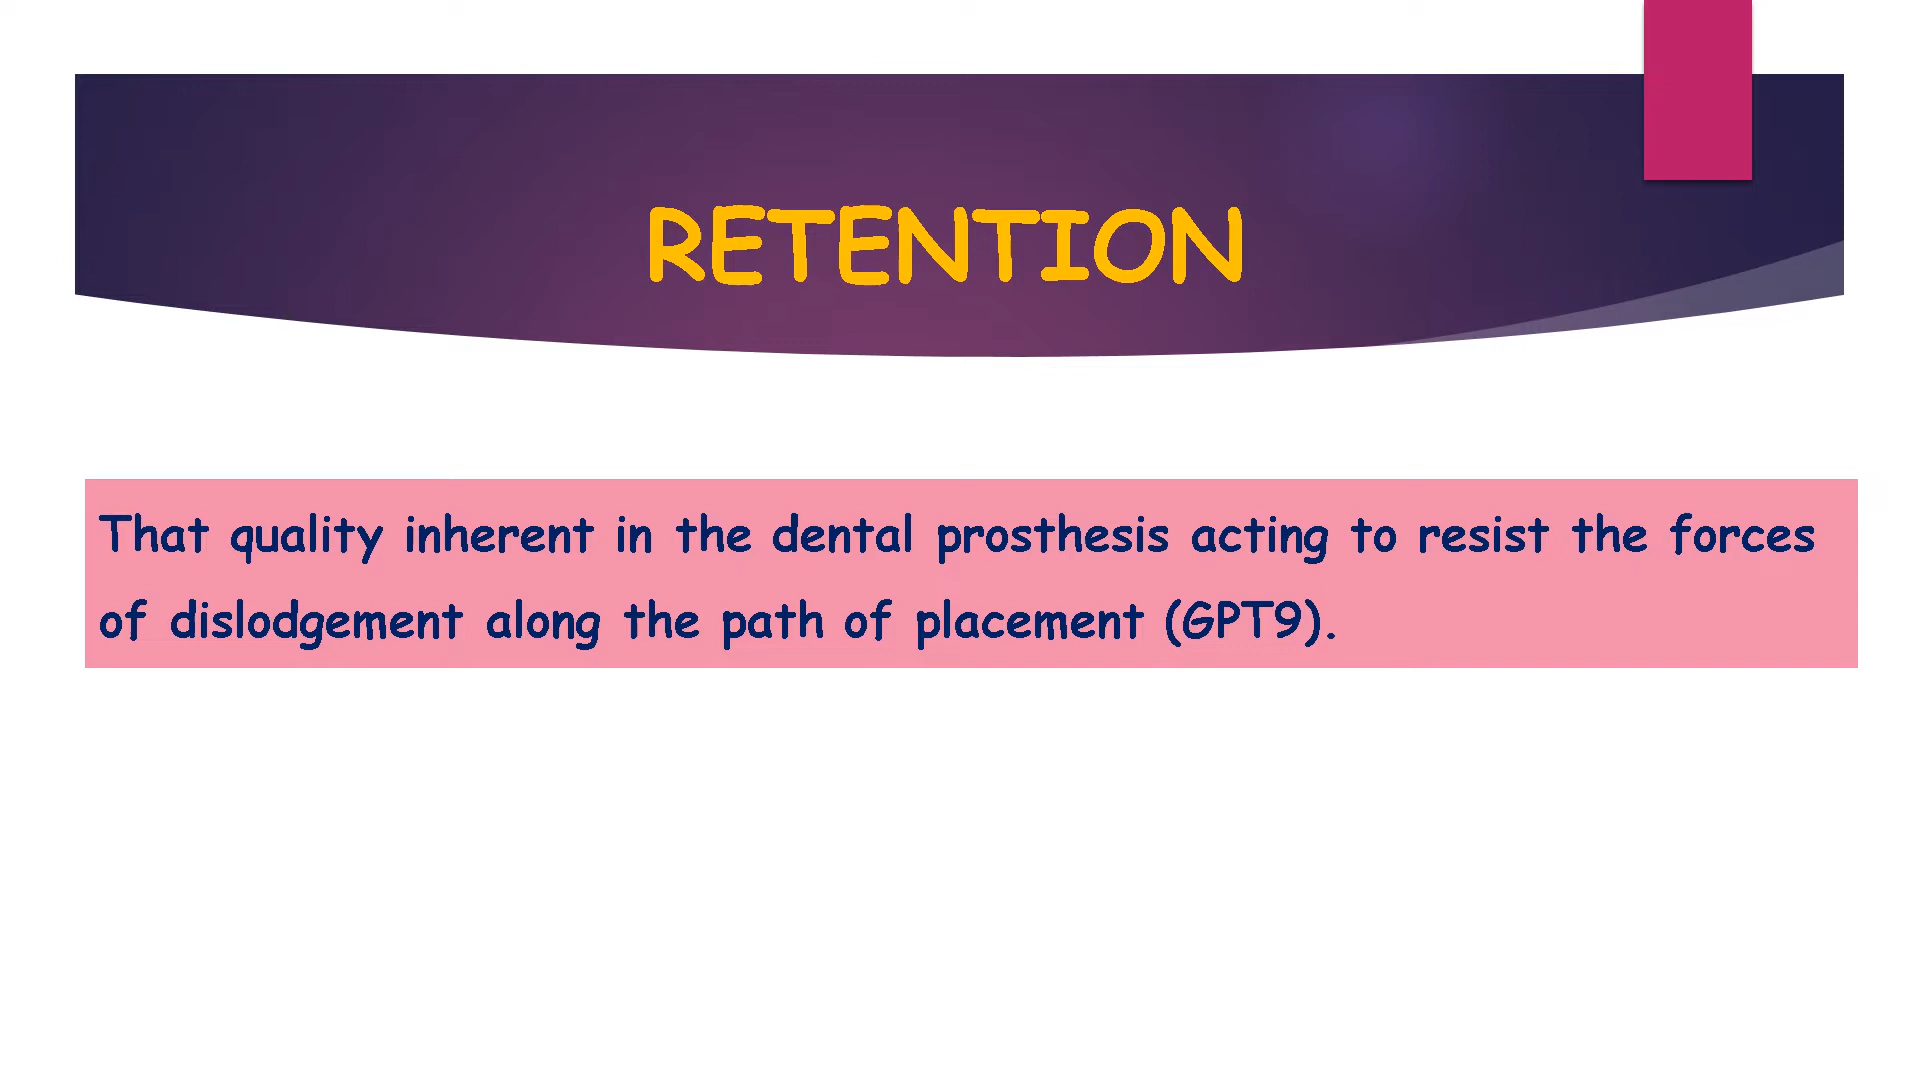 RETENTION
That quality inherent in the dental prosthesis acting to resist the forces
of dislodgement along the path of placement (GPT9).